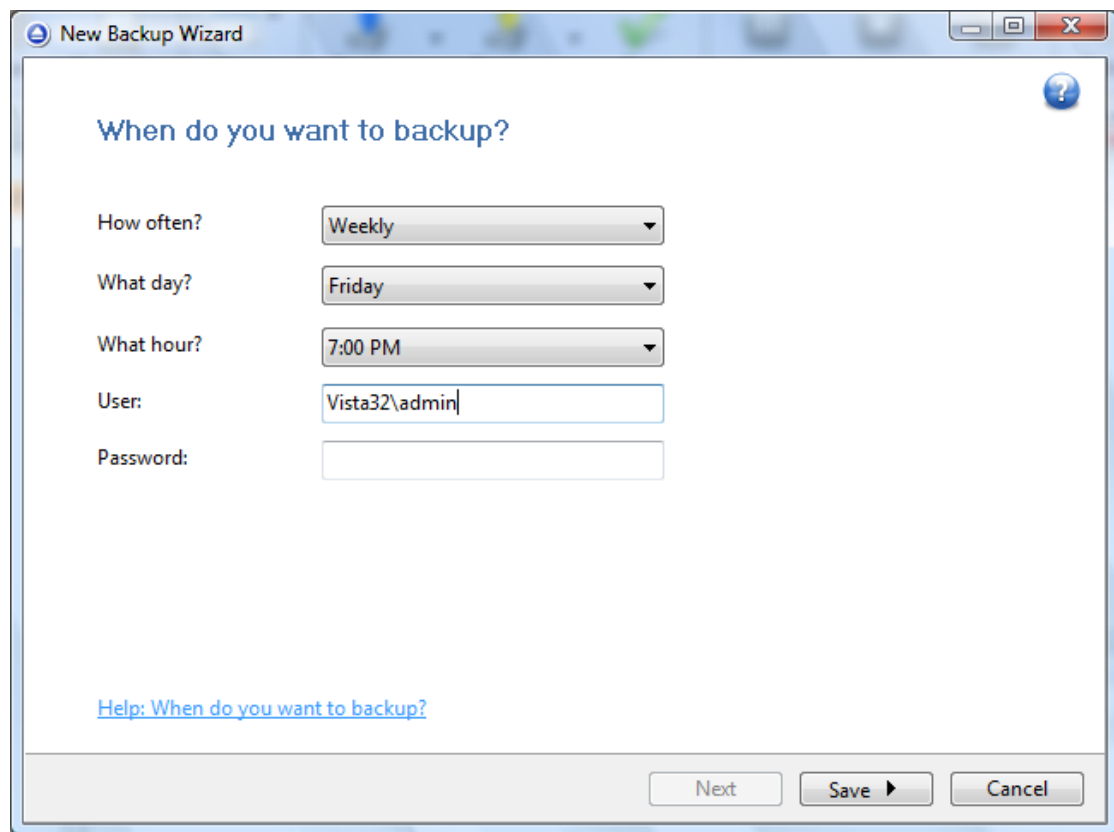 New Backup Wizard
When do you want to backup?
How often? Weekly
What day? Friday
What hour? 7:00 PM
User: Vista32\admin
Password:
Help: When do you want to backup?
Next Save Cancel